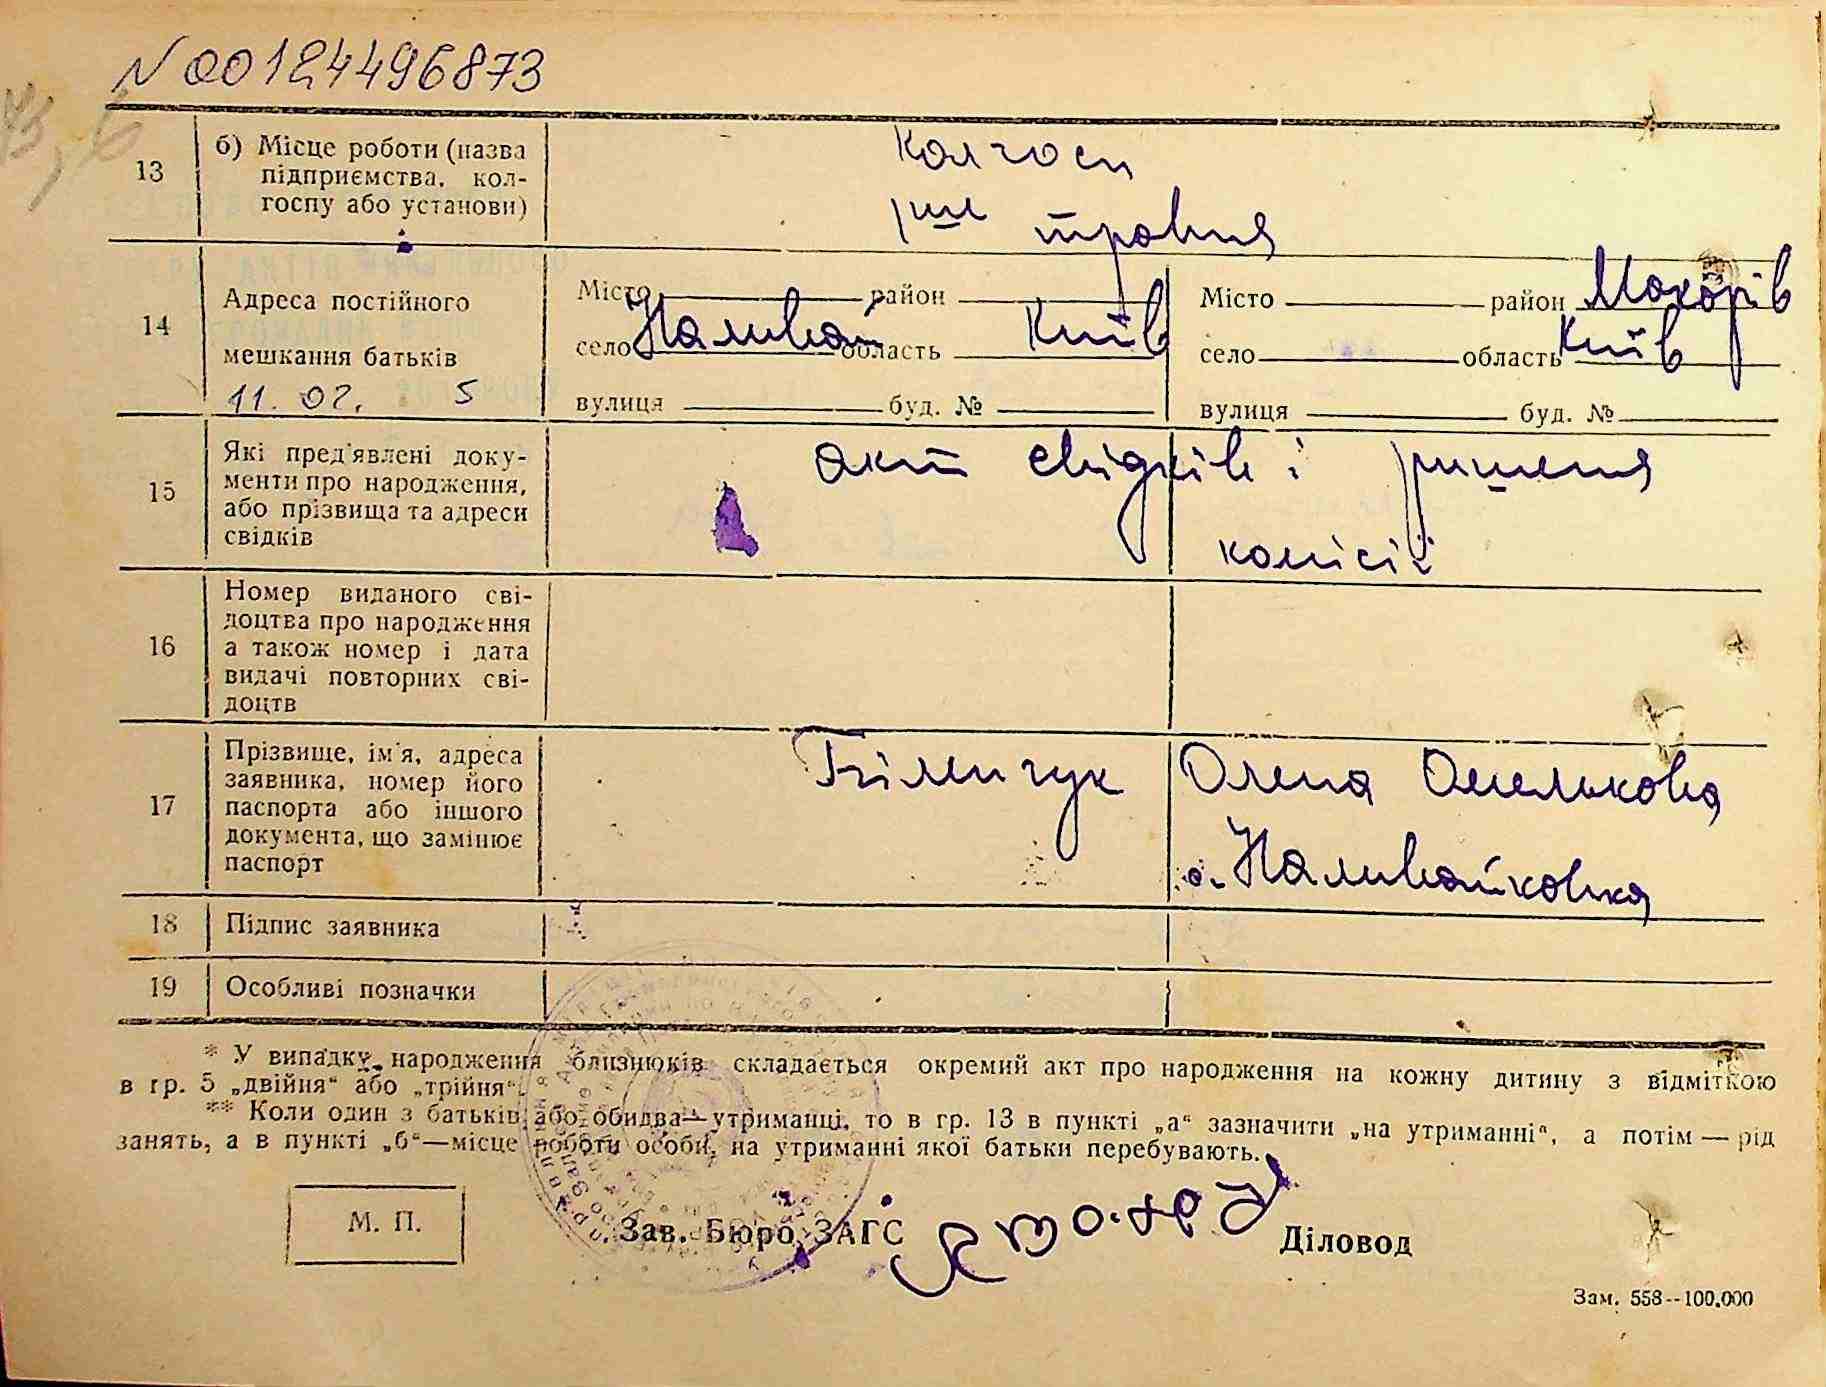 N 00124496873
13 б) Місце роботи (назва підприємства, кол-
госпу або установи)
Колгосп
1ше травня
14 Адреса постійного
мешкання батьків
11. 02. 5
Місто район
село Наливай область Київ
вулиця буд. №
Місто район Макарів
село область Київ
вулиця буд. №
15 Які пред'явлені доку-
менти про народження,
або прізвища та адреси
свідків
акт свідків і рішення
комісії
16 Номер виданого сві-
доцтва про народження
а також номер і дата
видачі повторних сві-
доцтв
17 Прізвище, ім'я, адреса
заявника, номер його
паспорта або іншого
документа, що замінює
паспорт
Білінчук Олена Омелькова
с. Наливайковка
18 Підпис заявника
19 Особливі позначки
* У випадку народження близнюків складається окремий акт про народження на кожну дитину з відміткою
в гр. 5 „двійня“ або „трійня“.
** Коли один з батьків або обидва—утриманці, то в гр. 13 в пункті „а“ зазначити „на утриманні“, а потім — рід
занять, а в пункті „б“—місце роботи особи, на утриманні якої батьки перебувають.
М. П.
Зав. Бюро ЗАГС
Діловод
Зам. 558--100.000